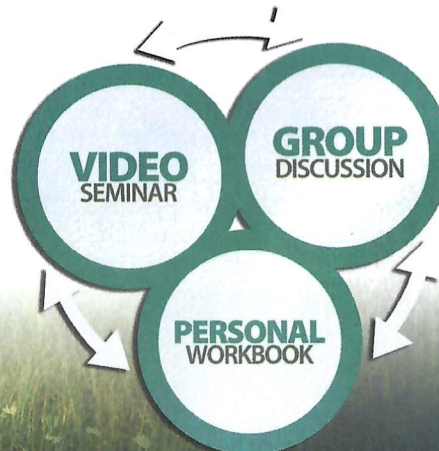 VIDEO
SEMINAR
GROUP
DISCUSSION
PERSONAL
WORKBOOK